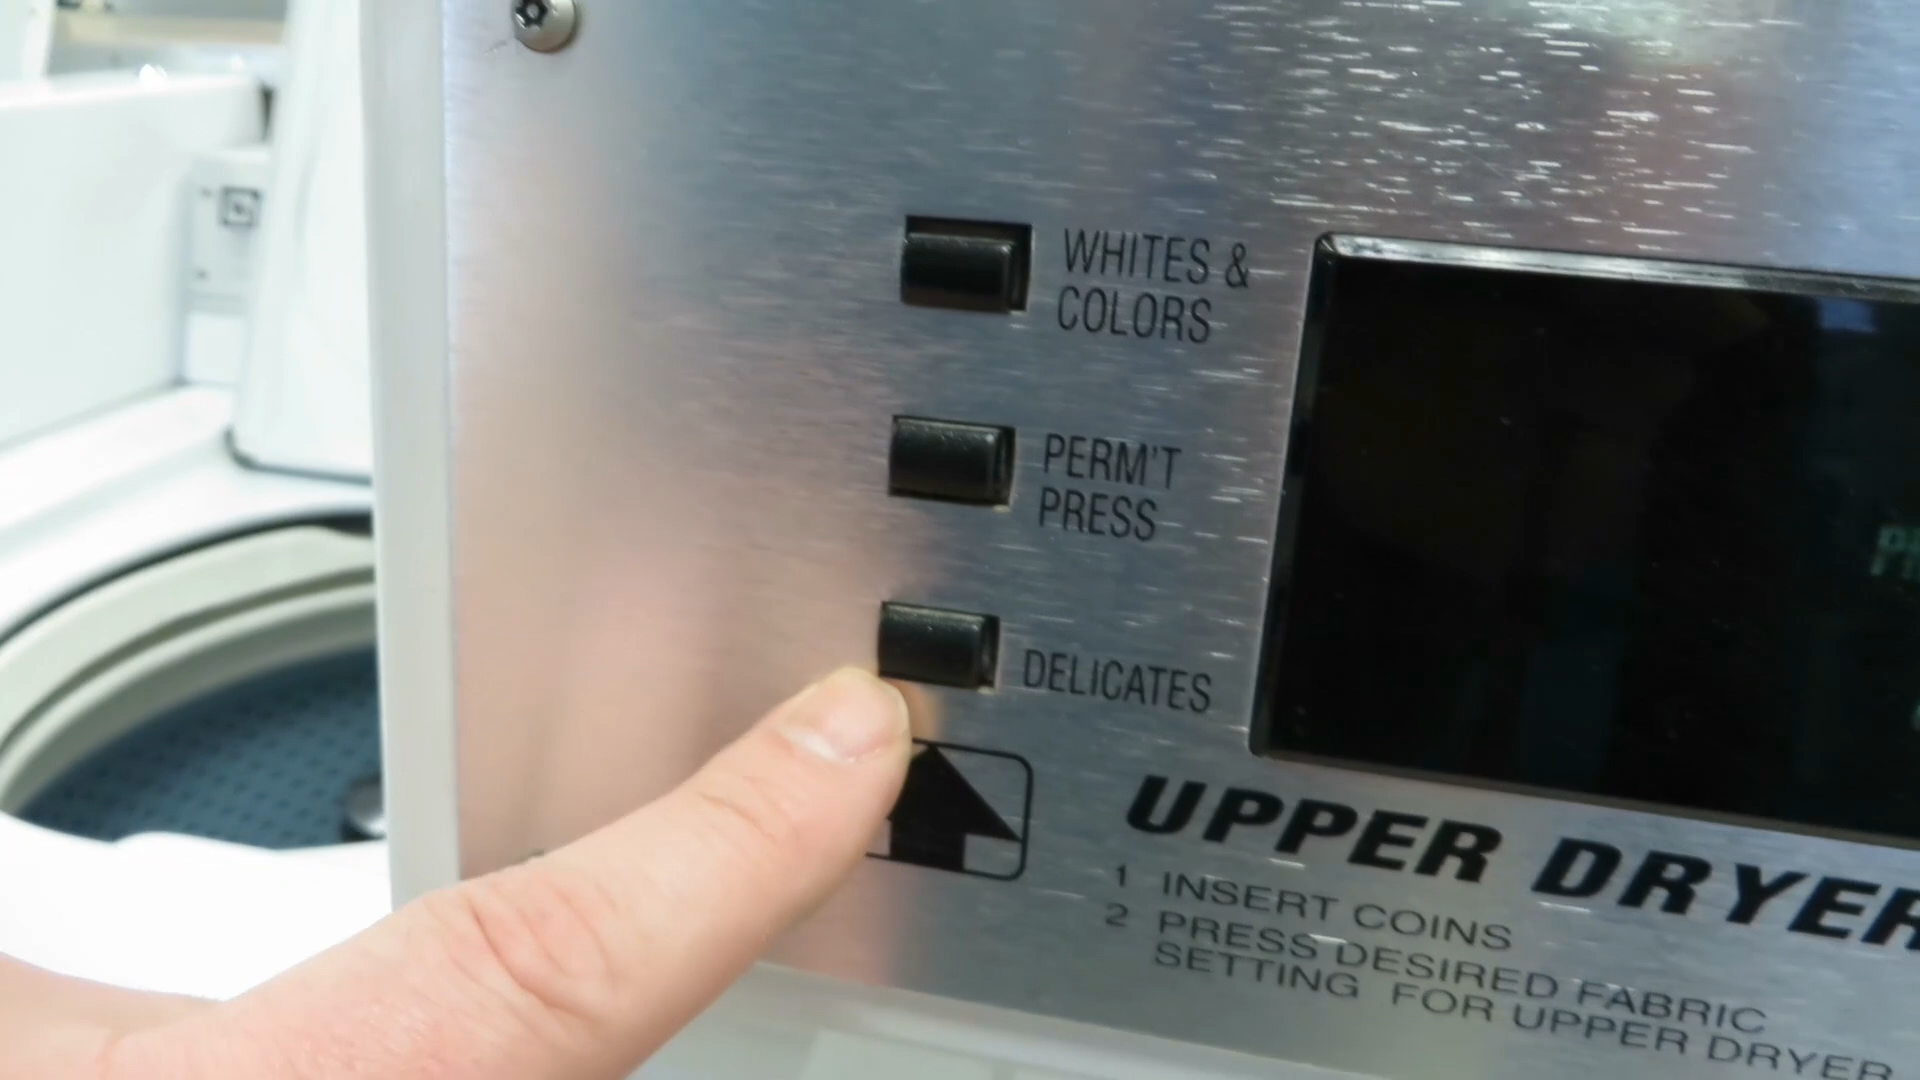 WHITES &
COLORS
PERM'T
PRESS
DELICATES
UPPER DRYER
1 INSERT COINS
2 PRESS DESIRED FABRIC
SETTING FOR UPPER DRYER